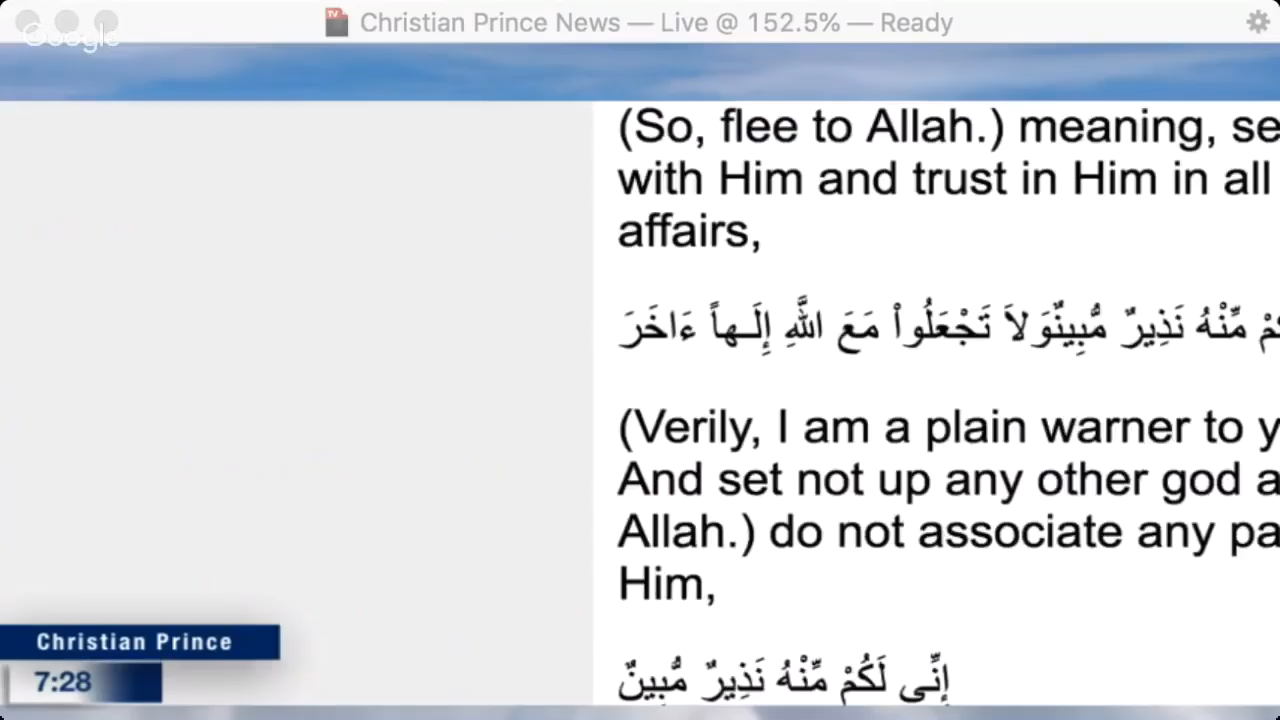 Christian Prince News — Live @ 152.5% — Ready
Google
(So, flee to Allah.) meaning, se
with Him and trust in Him in all
affairs,
مِّنْهُ نَذِيرٌ مُّبِينٌوَلاَ تَجْعَلُواْ مَعَ اللَّهِ إِلَـهاً ءَاخَرَ
(Verily, I am a plain warner to y
And set not up any other god a
Allah.) do not associate any pa
Him,
إِنِّى لَكُمْ مِّنْهُ نَذِيرٌ مُّبِينٌ
Christian Prince
7:28